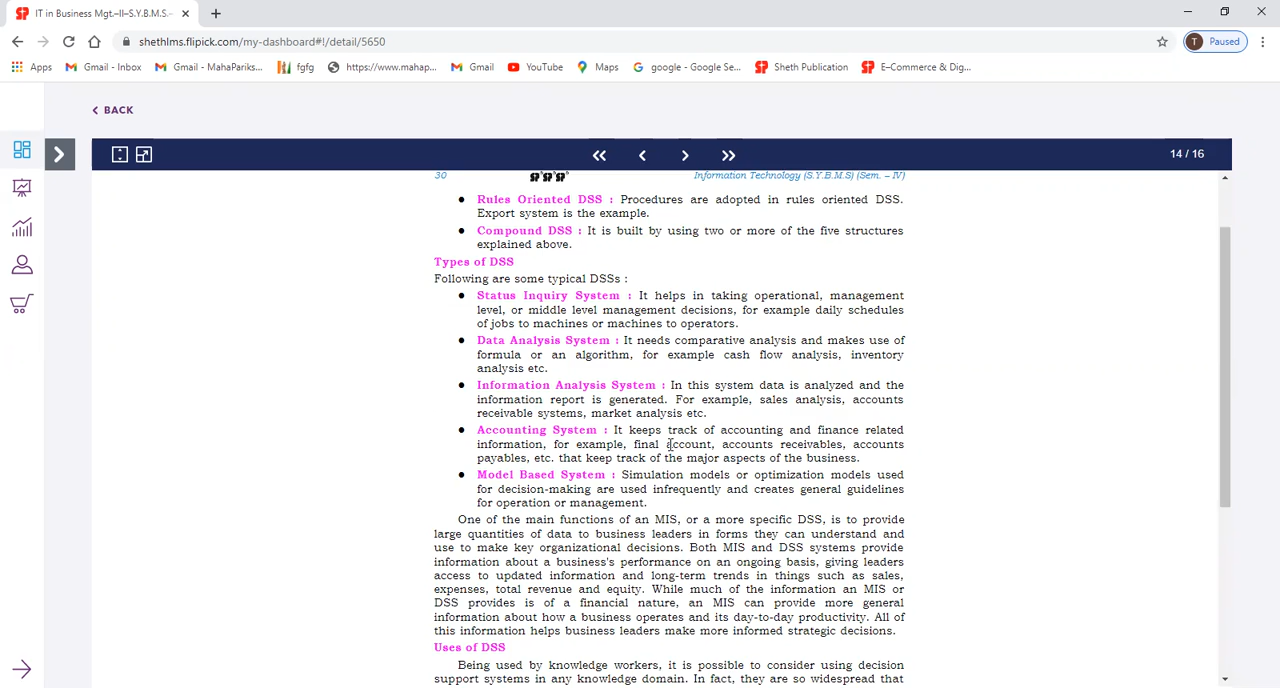 IT in Business Mgt.–II–S.Y.B.M.S.-
shethlms.flipick.com/my-dashboard#!/detail/5650
T Paused
Apps Gmail - Inbox Gmail - MahaPariks... fgfg https://www.mahap... Gmail YouTube Maps google - Google Se... Sheth Publication E–Commerce & Dig...
BACK
14 / 16
30 Information Technology (S.Y.B.M.S) (Sem. – IV)
● Rules Oriented DSS : Procedures are adopted in rules oriented DSS.
Export system is the example.
● Compound DSS : It is built by using two or more of the five structures
explained above.
Types of DSS
Following are some typical DSSs :
● Status Inquiry System : It helps in taking operational, management
level, or middle level management decisions, for example daily schedules
of jobs to machines or machines to operators.
● Data Analysis System : It needs comparative analysis and makes use of
formula or an algorithm, for example cash flow analysis, inventory
analysis etc.
● Information Analysis System : In this system data is analyzed and the
information report is generated. For example, sales analysis, accounts
receivable systems, market analysis etc.
● Accounting System : It keeps track of accounting and finance related
information, for example, final account, accounts receivables, accounts
payables, etc. that keep track of the major aspects of the business.
● Model Based System : Simulation models or optimization models used
for decision-making are used infrequently and creates general guidelines
for operation or management.
One of the main functions of an MIS, or a more specific DSS, is to provide
large quantities of data to business leaders in forms they can understand and
use to make key organizational decisions. Both MIS and DSS systems provide
information about a business's performance on an ongoing basis, giving leaders
access to updated information and long-term trends in things such as sales,
expenses, total revenue and equity. While much of the information an MIS or
DSS provides is of a financial nature, an MIS can provide more general
information about how a business operates and its day-to-day productivity. All of
this information helps business leaders make more informed strategic decisions.
Uses of DSS
Being used by knowledge workers, it is possible to consider using decision
support systems in any knowledge domain. In fact, they are so widespread that